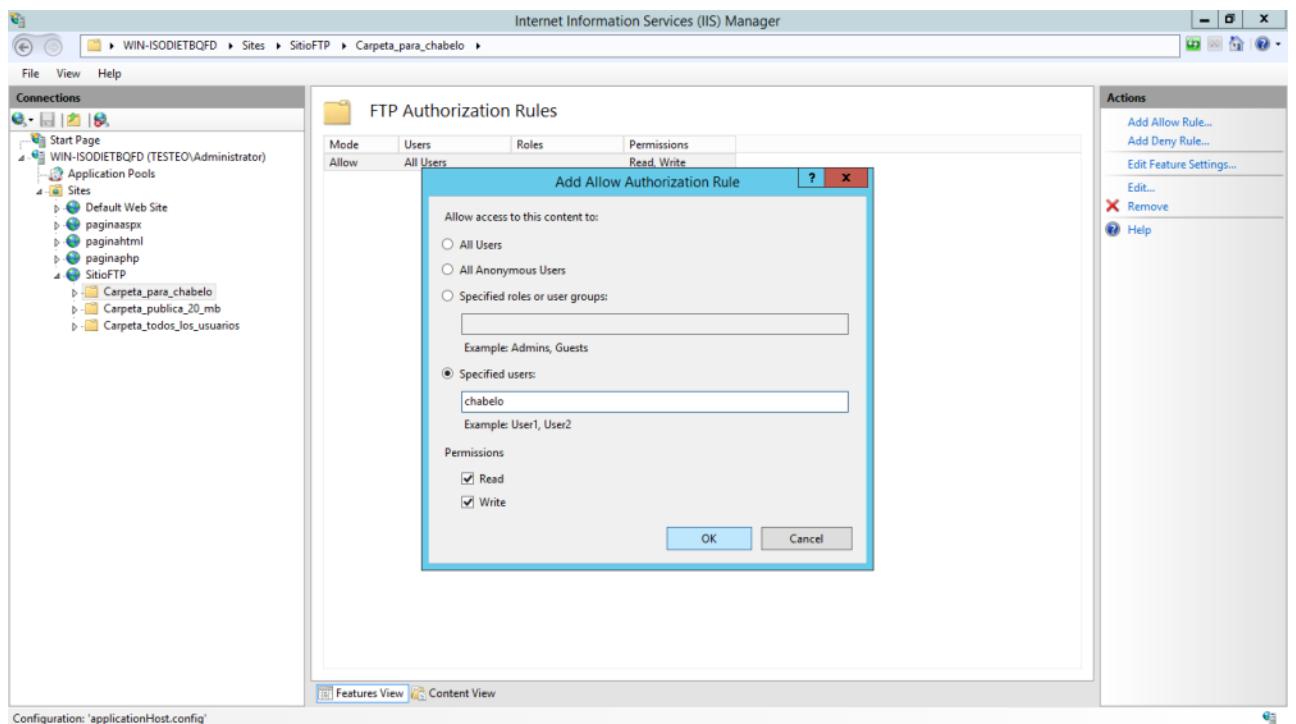 Internet Information Services (IIS) Manager
WIN-ISODIETBQFD Sites SitioFTP Carpeta_para_chabelo
File View Help
Connections
Start Page
WIN-ISODIETBQFD (TESTEO\Administrator)
Application Pools
Sites
Default Web Site
paginaaspx
paginahtml
paginaphp
SitioFTP
Carpeta_para_chabelo
Carpeta_publica_20_mb
Carpeta_todos_los_usuarios
FTP Authorization Rules
Mode Users Roles Permissions
Allow All Users Read, Write
Add Allow Authorization Rule ? x
Allow access to this content to:
All Users
All Anonymous Users
Specified roles or user groups:
Example: Admins, Guests
Specified users:
chabelo
Example: User1, User2
Permissions
Read
Write
OK Cancel
Features View Content View
Actions
Add Allow Rule...
Add Deny Rule...
Edit Feature Settings...
Edit...
Remove
Help
Configuration: 'applicationHost.config'